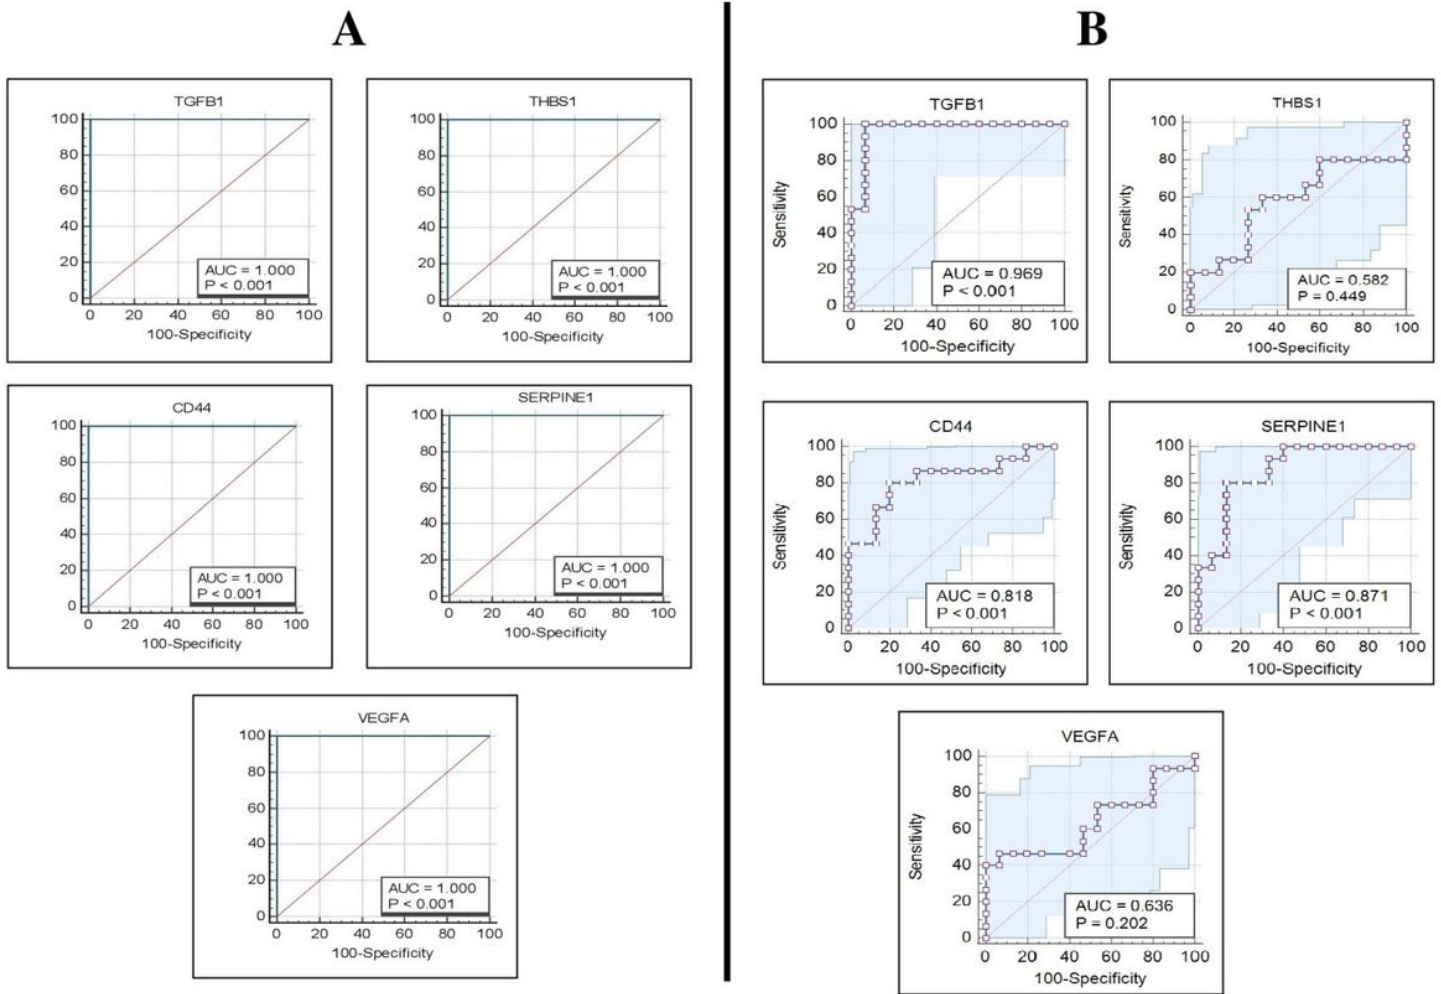 A
TGFB1
100
80
60
40
20
0
AUC = 1.000
P < 0.001
0 20 40 60 80 100
100-Specificity
THBS1
100
80
60
40
20
0
AUC = 1.000
P < 0.001
0 20 40 60 80 100
100-Specificity
CD44
100
80
60
40
20
0
AUC = 1.000
P < 0.001
0 20 40 60 80 100
100-Specificity
SERPINE1
100
80
60
40
20
0
AUC = 1.000
P < 0.001
0 20 40 60 80 100
100-Specificity
VEGFA
100
80
60
40
20
0
AUC = 1.000
P < 0.001
0 20 40 60 80 100
100-Specificity
B
TGFB1
Sensitivity
100
80
60
40
20
0
AUC = 0.969
P < 0.001
0 20 40 60 80 100
100-Specificity
THBS1
Sensitivity
100
80
60
40
20
0
AUC = 0.582
P = 0.449
0 20 40 60 80 100
100-Specificity
CD44
Sensitivity
100
80
60
40
20
0
AUC = 0.818
P < 0.001
0 20 40 60 80 100
100-Specificity
SERPINE1
Sensitivity
100
80
60
40
20
0
AUC = 0.871
P < 0.001
0 20 40 60 80 100
100-Specificity
VEGFA
Sensitivity
100
80
60
40
20
0
AUC = 0.636
P = 0.202
0 20 40 60 80 100
100-Specificity